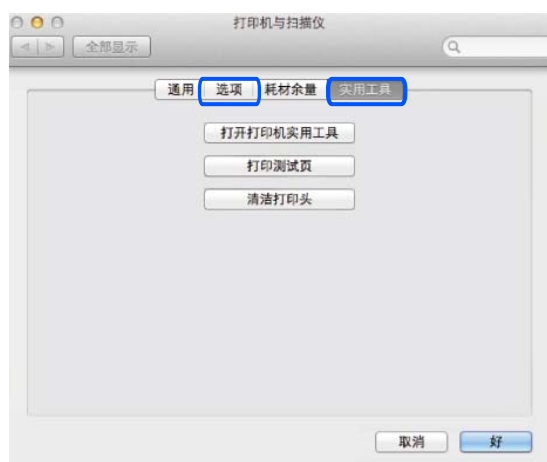 打印机与扫描仪
全部显示
通用 选项 耗材余量 实用工具
打开打印机实用工具
打印测试页
清洁打印头
取消 好